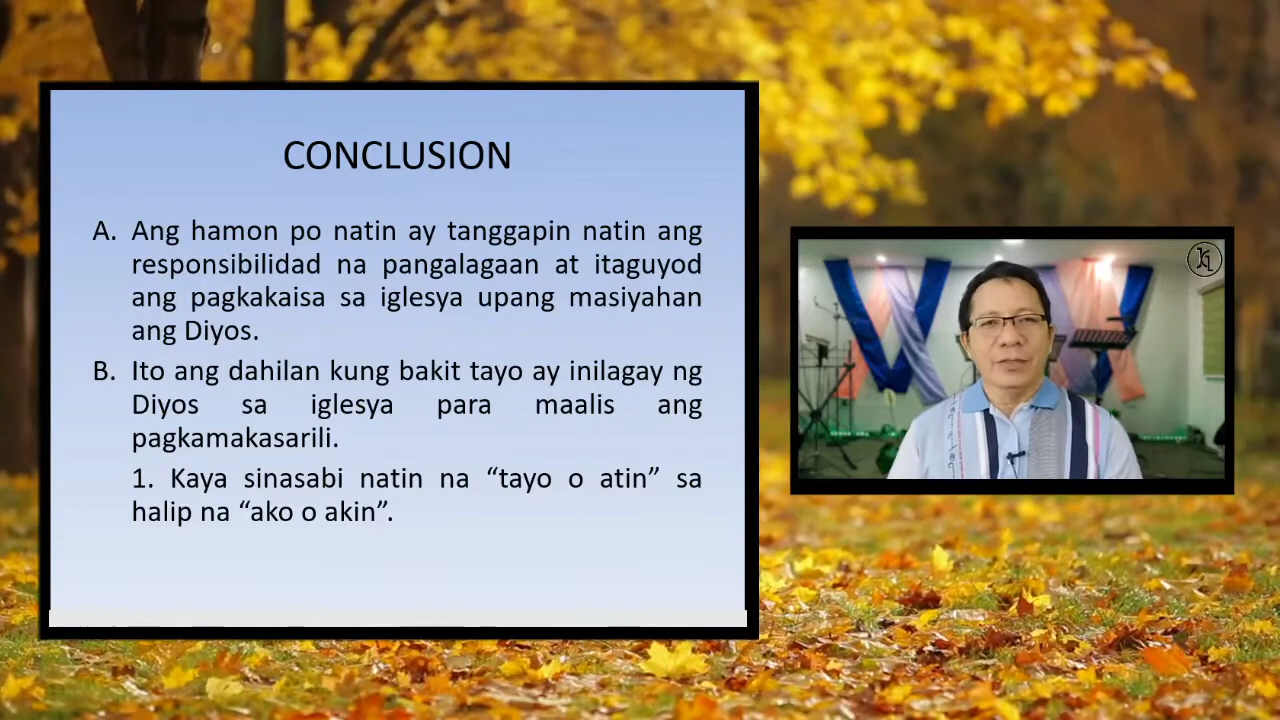 CONCLUSION
A. Ang hamon po natin ay tanggapin natin ang
responsibilidad na pangalagaan at itaguyod
ang pagkakaisa sa iglesya upang masiyahan
ang Diyos.
B. Ito ang dahilan kung bakit tayo ay inilagay ng
Diyos sa iglesya para maalis ang
pagkamakasarili.
1. Kaya sinasabi natin na “tayo o atin” sa
halip na “ako o akin”.